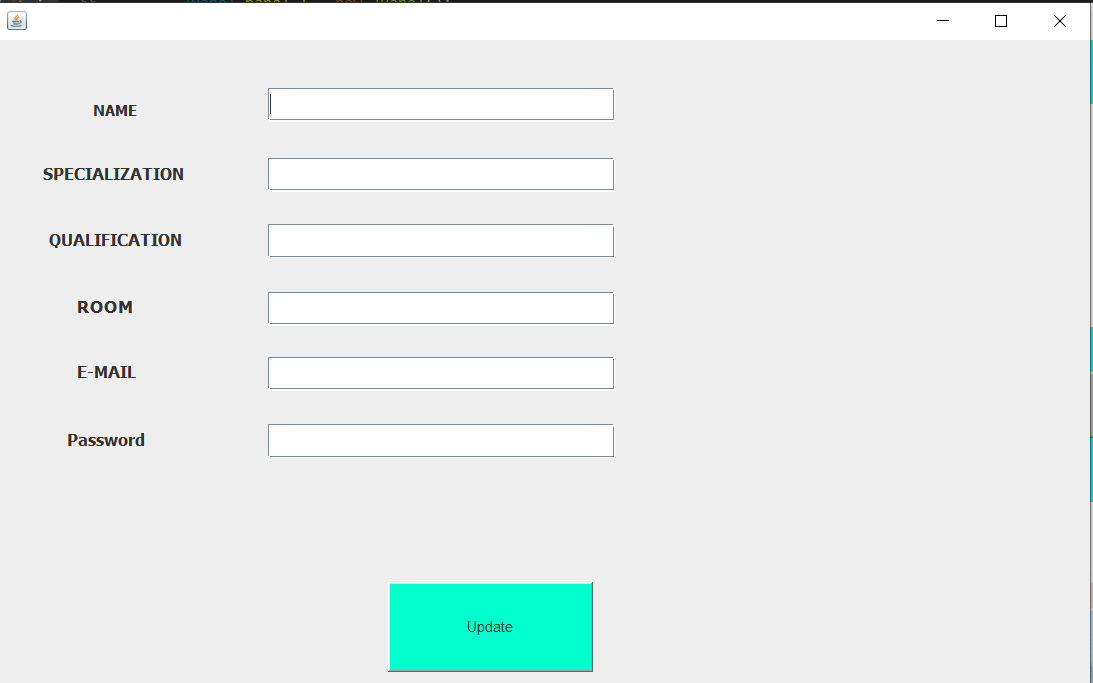 NAME
SPECIALIZATION
QUALIFICATION
ROOM
E-MAIL
Password
Update